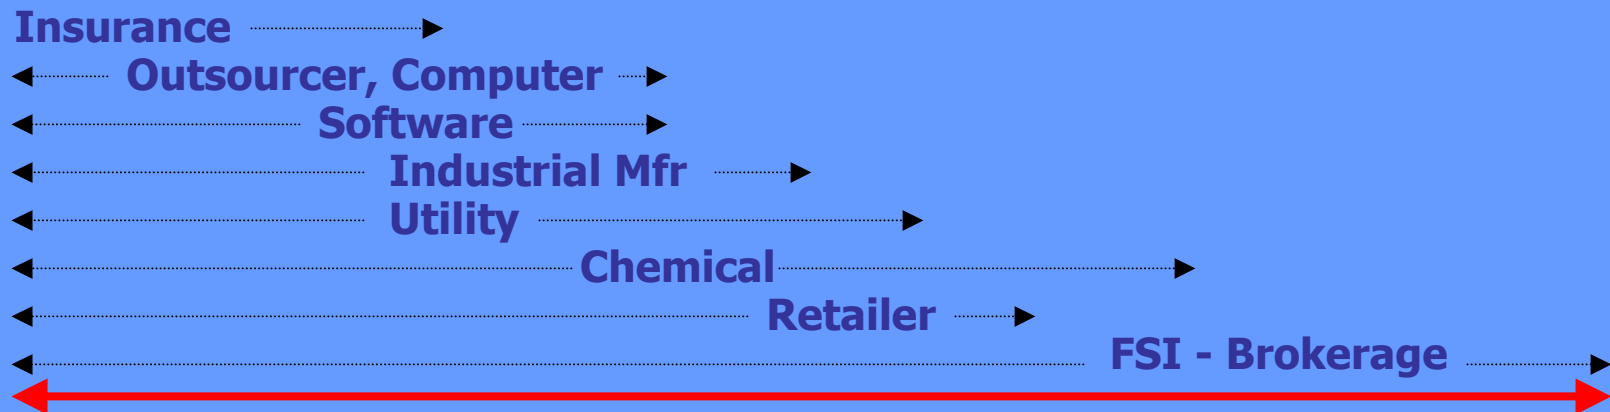 Insurance
Outsourcer, Computer
Software
Industrial Mfr
Utility
Chemical
Retailer
FSI - Brokerage